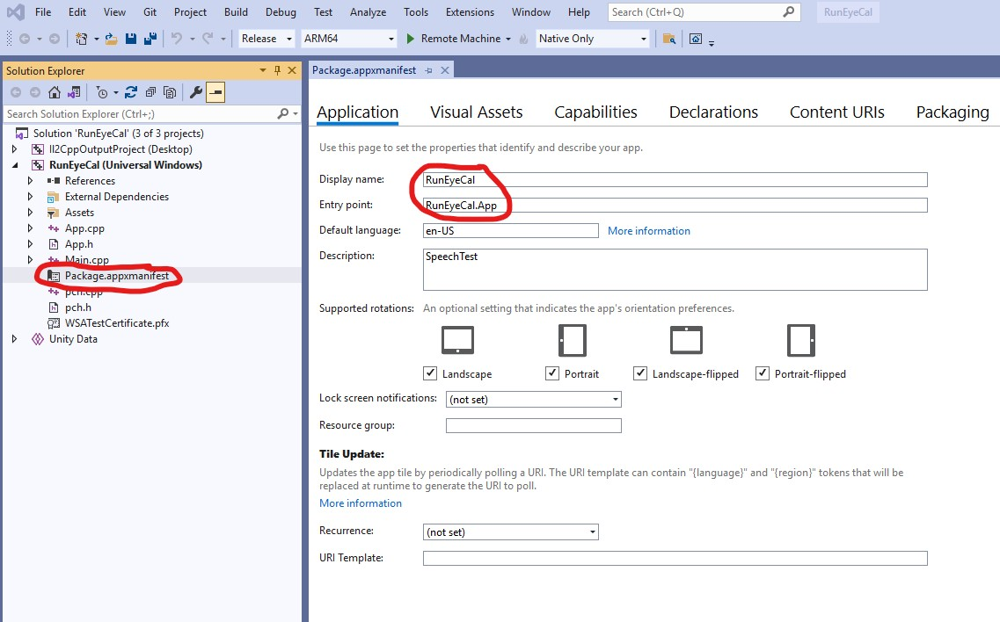 File Edit View Git Project Build Debug Test Analyze Tools Extensions Window Help Search (Ctrl+Q) RunEyeCal
Release ARM64 Remote Machine Native Only
Solution Explorer
Search Solution Explorer (Ctrl+;)
Solution 'RunEyeCal' (3 of 3 projects)
Il2CppOutputProject (Desktop)
RunEyeCal (Universal Windows)
References
External Dependencies
Assets
App.cpp
App.h
Main.cpp
Package.appxmanifest
pch.cpp
pch.h
WSATestCertificate.pfx
Unity Data
Package.appxmanifest
Application Visual Assets Capabilities Declarations Content URIs Packaging
Use this page to set the properties that identify and describe your app.
Display name: RunEyeCal
Entry point: RunEyeCal.App
Default language: en-US More information
Description: SpeechTest
Supported rotations: An optional setting that indicates the app's orientation preferences.
Landscape Portrait Landscape-flipped Portrait-flipped
Lock screen notifications: (not set)
Resource group:
Tile Update:
Updates the app tile by periodically polling a URI. The URI template can contain "{language}" and "{region}" tokens that will be
replaced at runtime to generate the URI to poll.
More information
Recurrence: (not set)
URI Template: